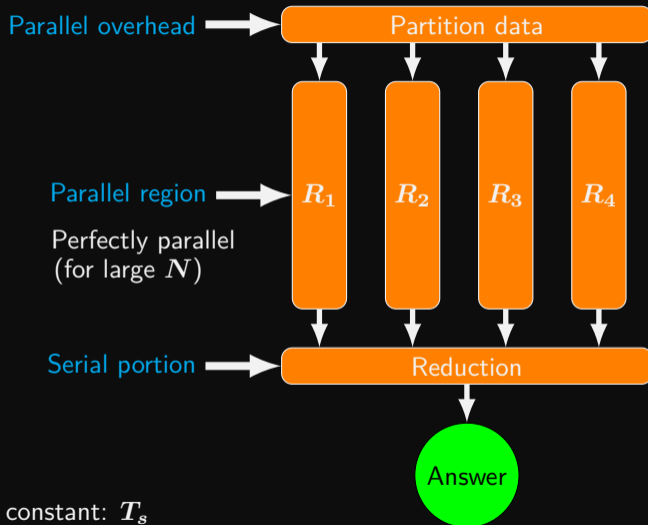 Parallel overhead
Partition data
Parallel region
R1 R2 R3 R4
Perfectly parallel
(for large N)
Serial portion
Reduction
Answer
constant: Ts